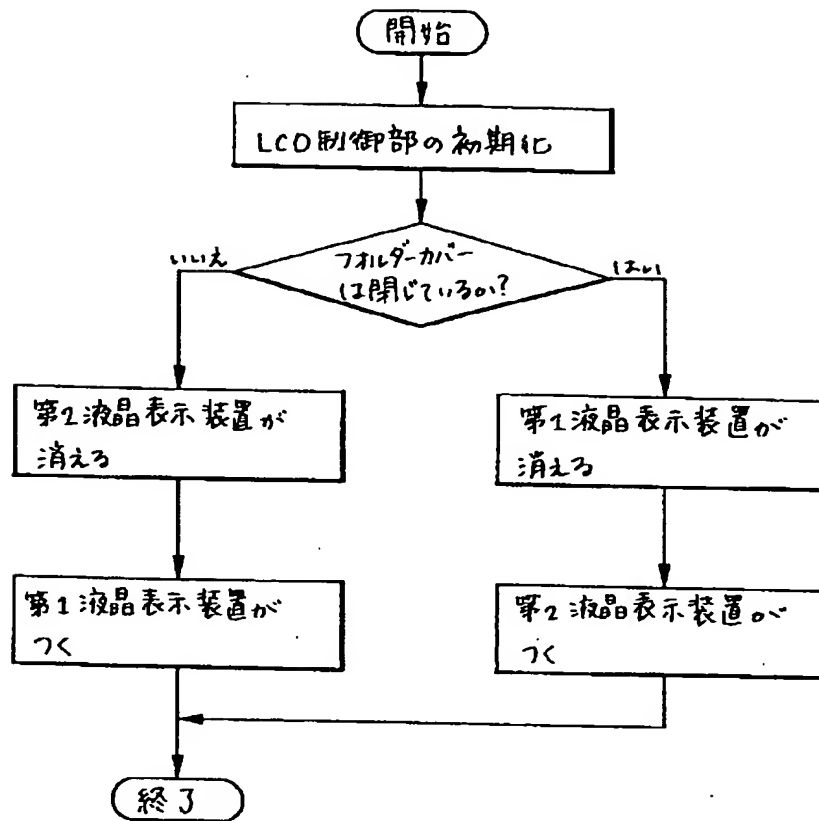 開始
LCD制御部の初期化
フォルダーカバー
は閉じているか?
いいえ
はい
第2液晶表示装置が
消える
第1液晶表示装置が
消える
第1液晶表示装置が
つく
第2液晶表示装置が
つく
終了